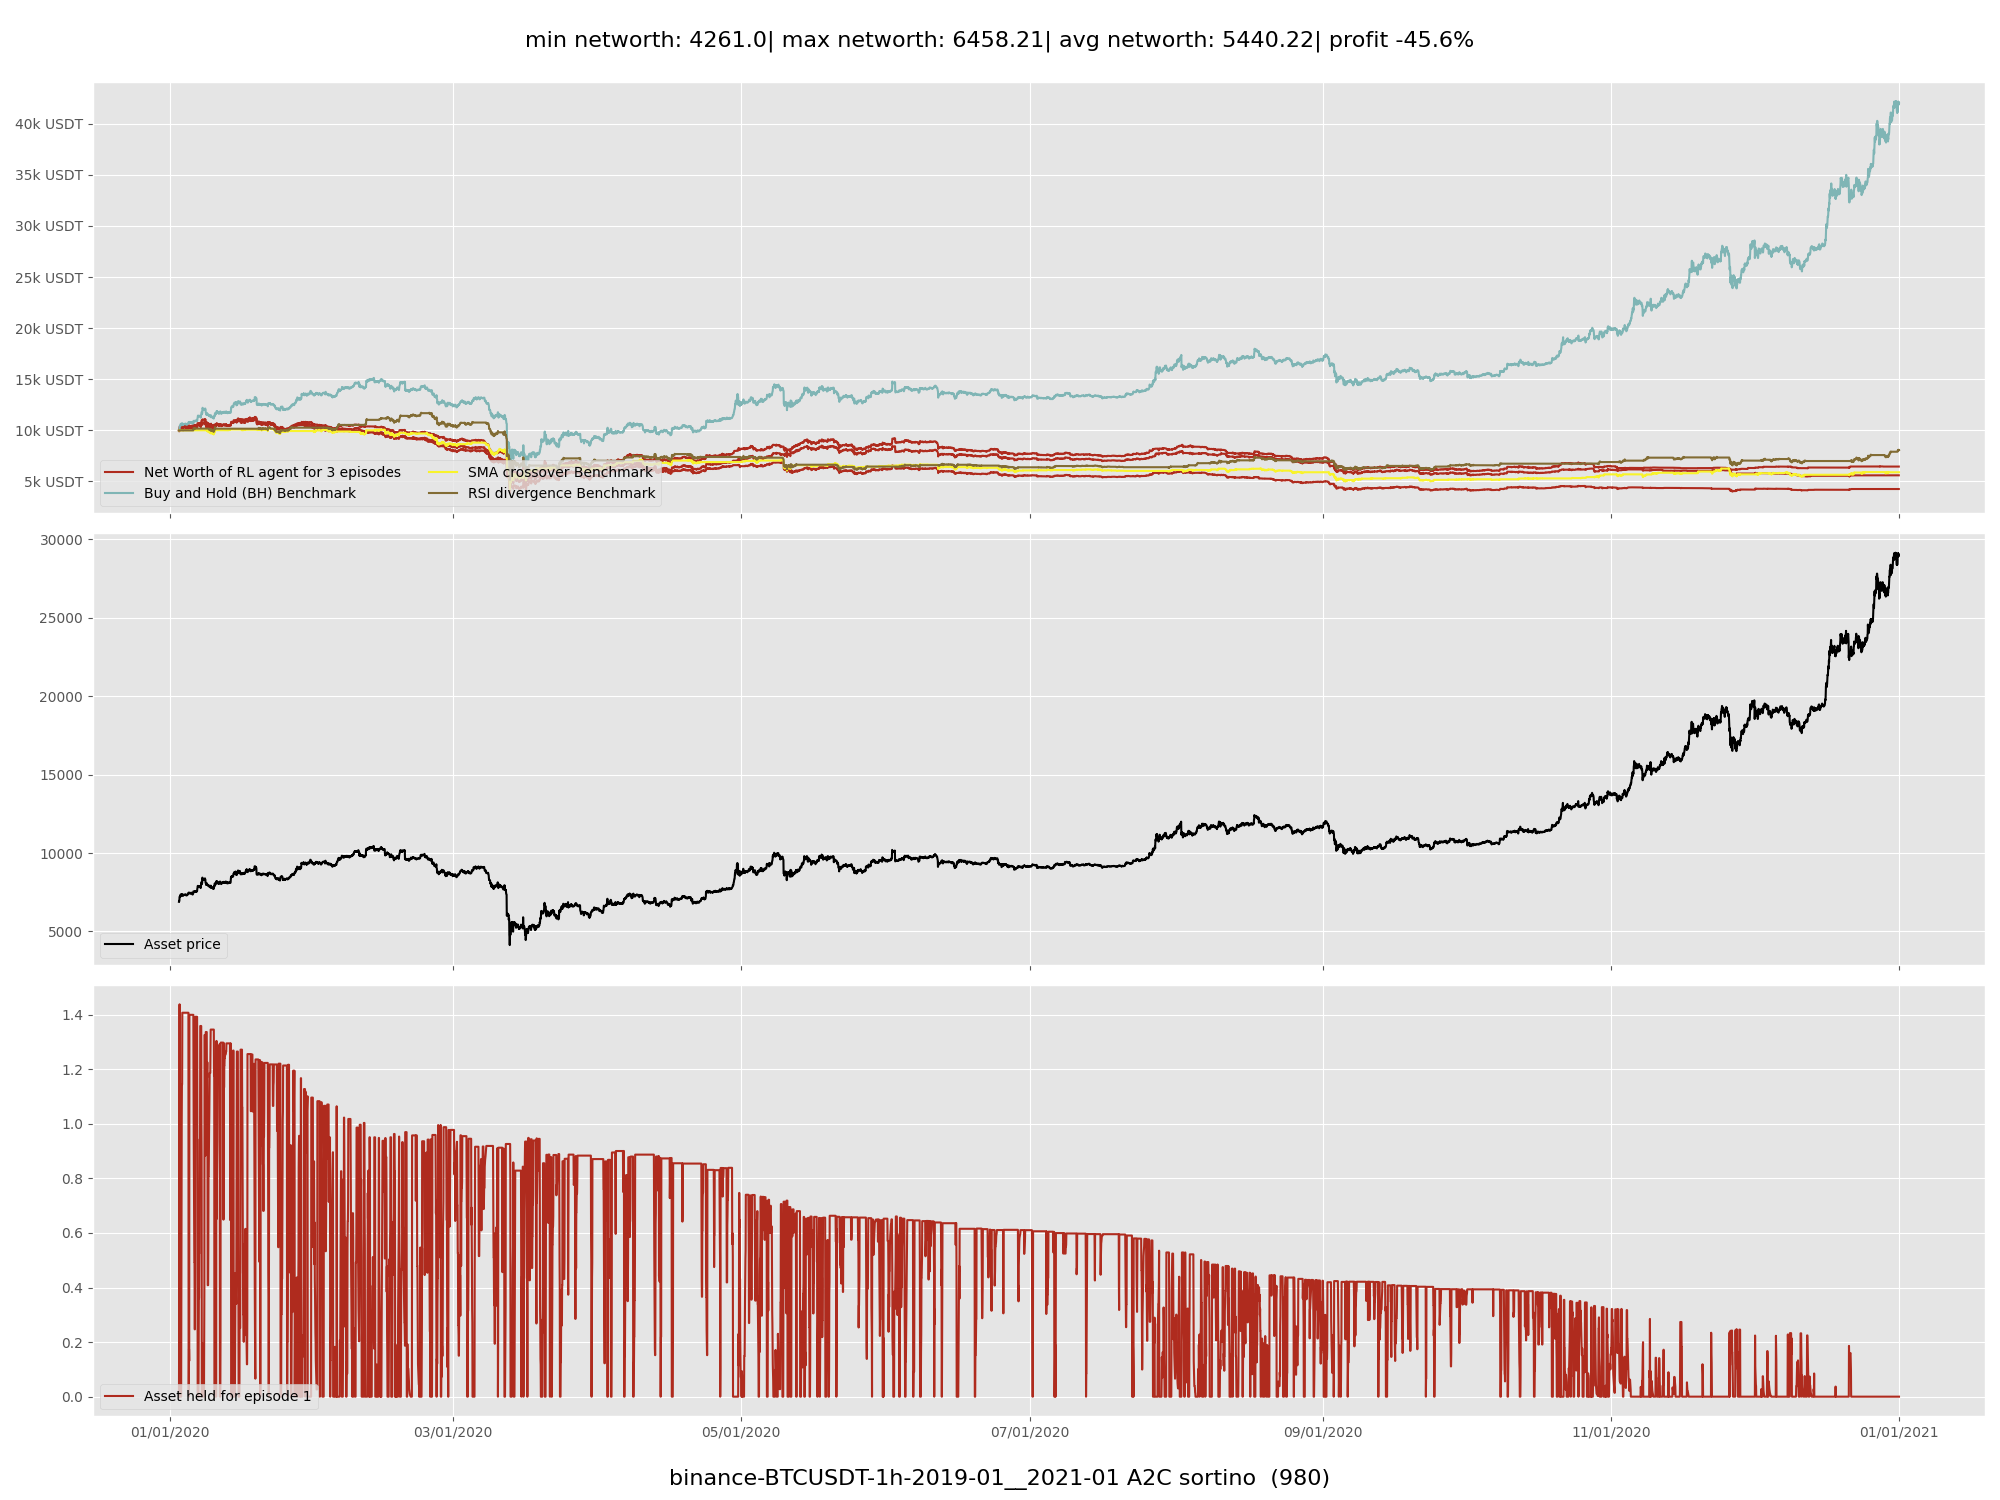 min networth: 4261.0| max networth: 6458.21| avg networth: 5440.22| profit -45.6%
40k USDT
35k USDT
30k USDT
25k USDT
20k USDT
15k USDT
10k USDT
5k USDT
Net Worth of RL agent for 3 episodes
Buy and Hold (BH) Benchmark
SMA crossover Benchmark
RSI divergence Benchmark
30000
25000
20000
15000
10000
5000
Asset price
1.4
1.2
1.0
0.8
0.6
0.4
0.2
0.0
Asset held for episode 1
01/01/2020 03/01/2020 05/01/2020 07/01/2020 09/01/2020 11/01/2020 01/01/2021
binance-BTCUSDT-1h-2019-01__2021-01 A2C sortino  (980)